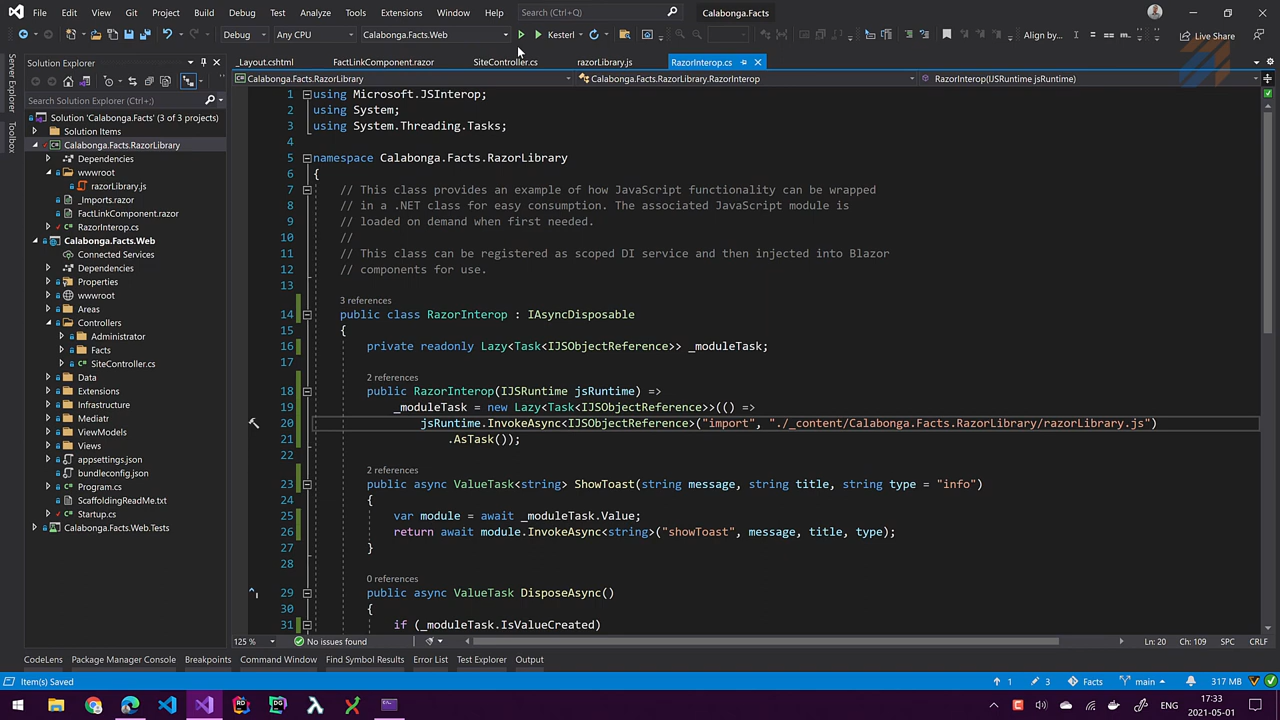 File Edit View Git Project Build Debug Test Analyze Tools Extensions Window Help Search (Ctrl+Q) Calabonga.Facts
Debug Any CPU Calabonga.Facts.Web Kesterl Align by... Live Share
Server Explorer
Toolbox
Solution Explorer
Search Solution Explorer (Ctrl+;)
Solution 'Calabonga.Facts' (3 of 3 projects)
Solution Items
Calabonga.Facts.RazorLibrary
Dependencies
wwwroot
razorLibrary.js
_Imports.razor
FactLinkComponent.razor
RazorInterop.cs
Calabonga.Facts.Web
Connected Services
Dependencies
Properties
wwwroot
Areas
Controllers
Administrator
Facts
SiteController.cs
Data
Extensions
Infrastructure
Mediatr
ViewModels
Views
appsettings.json
bundleconfig.json
Program.cs
ScaffoldingReadMe.txt
Startup.cs
Calabonga.Facts.Web.Tests
_Layout.cshtml FactLinkComponent.razor SiteController.cs razorLibrary.js RazorInterop.cs
Calabonga.Facts.RazorLibrary Calabonga.Facts.RazorLibrary.RazorInterop RazorInterop(IJSRuntime jsRuntime)
1 using Microsoft.JSInterop;
2 using System;
3 using System.Threading.Tasks;
4
5 namespace Calabonga.Facts.RazorLibrary
6 {
7 // This class provides an example of how JavaScript functionality can be wrapped
8 // in a .NET class for easy consumption. The associated JavaScript module is
9 // loaded on demand when first needed.
10 //
11 // This class can be registered as scoped DI service and then injected into Blazor
12 // components for use.
13
3 references
14 public class RazorInterop : IAsyncDisposable
15 {
16 private readonly Lazy<Task<IJSObjectReference>> _moduleTask;
17
2 references
18 public RazorInterop(IJSRuntime jsRuntime) =>
19 _moduleTask = new Lazy<Task<IJSObjectReference>>(() =>
20 jsRuntime.InvokeAsync<IJSObjectReference>("import", "./_content/Calabonga.Facts.RazorLibrary/razorLibrary.js")
21 .AsTask());
22
2 references
23 public async ValueTask<string> ShowToast(string message, string title, string type = "info")
24 {
25 var module = await _moduleTask.Value;
26 return await module.InvokeAsync<string>("showToast", message, title, type);
27 }
28
0 references
29 public async ValueTask DisposeAsync()
30 {
31 if (_moduleTask.IsValueCreated)
125 % No issues found Ln: 20 Ch: 109 SPC CRLF
CodeLens Package Manager Console Breakpoints Command Window Find Symbol Results Error List Test Explorer Output
Item(s) Saved 1 3 Facts main 317 MB
RD DG ENG 17:33
2021-05-01